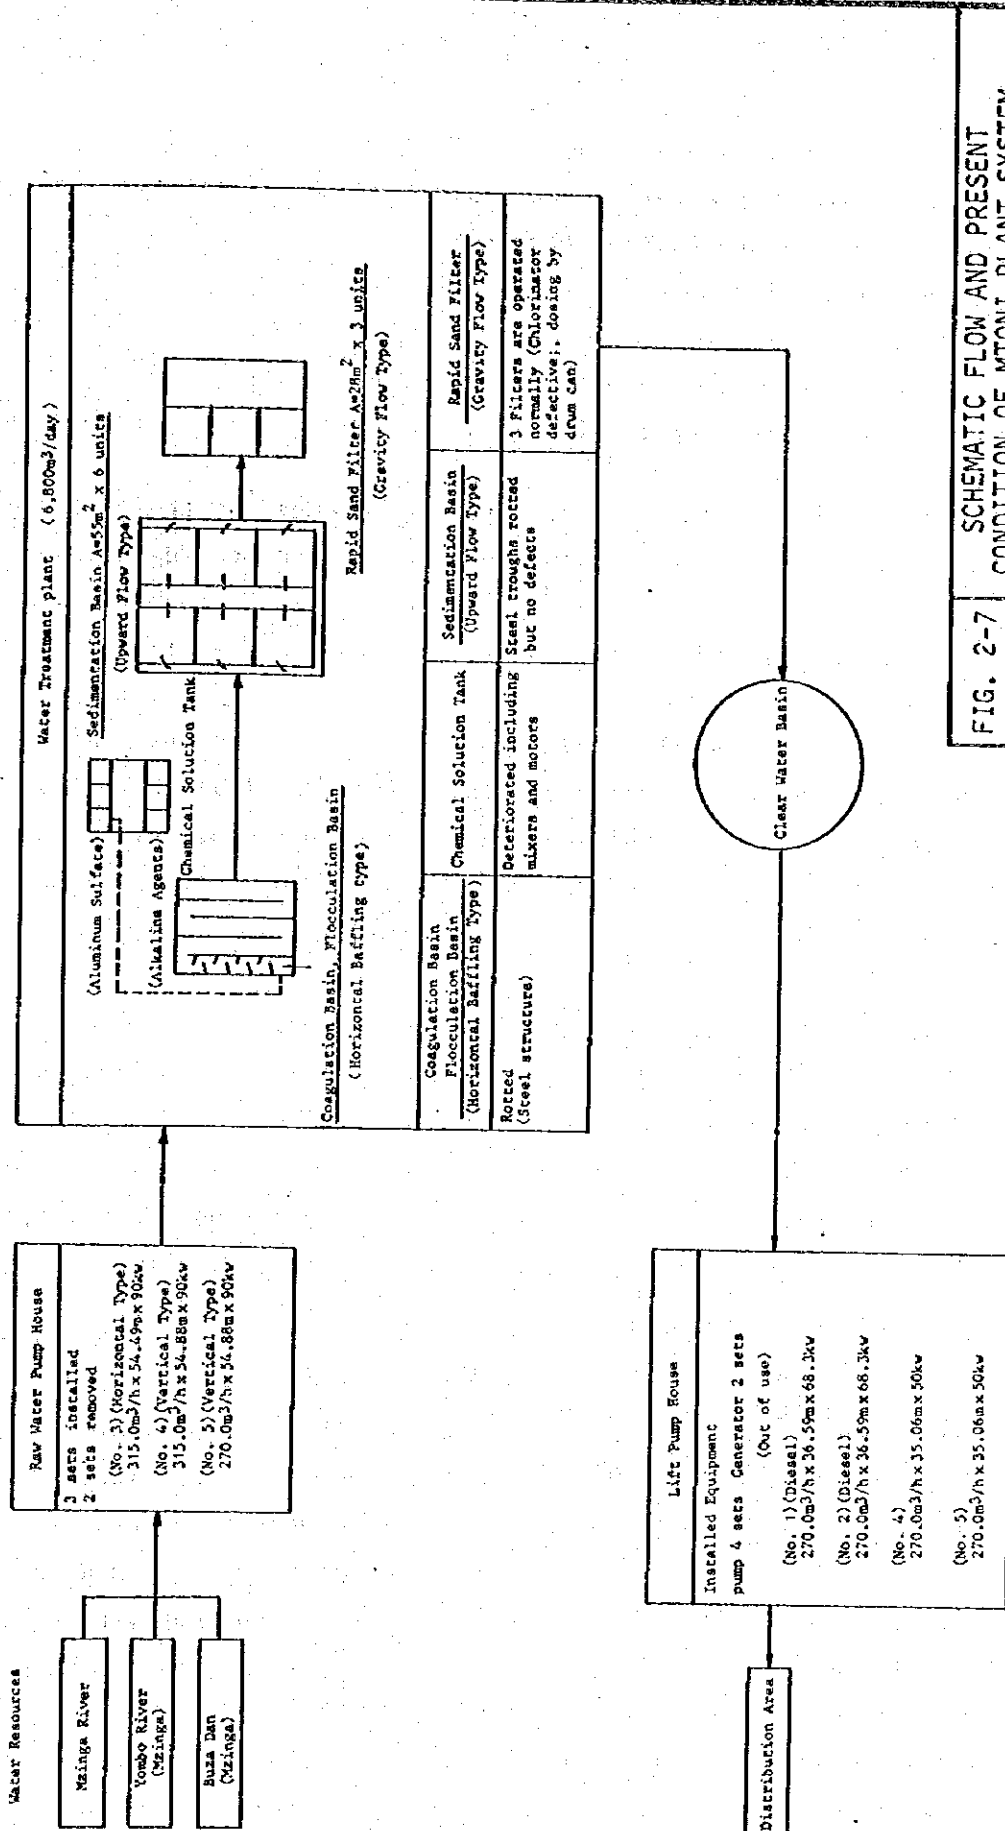 Water Resources
Mzinga River
Yombo River
(Mzinga)
Buza Dan
(Mzinga)
Raw Water Pump House
3 sets installed
2 sets removed
(No. 3)(Horizontal Type)
315.0m³/h x 54.49m x 90kw
(No. 4)(Vertical Type)
315.0m³/h x 54.88m x 90kw
(No. 5)(Vertical Type)
270.0m³/h x 54.88m x 90kw
Water Treatment plant (6,800m³/day)
(Aluminum Sulfate)
(Alkaline Agents)
Chemical Solution Tank
Sedimentation Basin A=55m² x 6 units
(Upward Flow Type)
Coagulation Basin, Flocculation Basin
(Horizontal Baffling type)
Rapid Sand Filter A=28m² x 3 units
(Gravity Flow Type)
Coagulation Basin
Flocculation Basin
(Horizontal Baffling Type)
Chemical Solution Tank
Sedimentation Basin
(Upward Flow Type)
Rapid Sand Filter
(Gravity Flow Type)
Rotted
(Steel structure)
Deteriorated including
mixers and motors
Steel troughs rotted
but no defects
3 Filters are operated
normally (Chlorinator
defective;, dosing by
drum can)
Clear Water Basin
Lift Pump House
Installed Equipment
pump 4 sets Generator 2 sets
(Out of use)
(No. 1)(Diesel)
270.0m³/h x 36.59m x 68.3kw
(No. 2)(Diesel)
270.0m³/h x 36.59m x 68.3kw
(No. 4)
270.0m³/h x 35.06m x 50kw
(No. 5)
270.0m³/h x 35.06m x 50kw
Distribution Area
FIG. 2-7
SCHEMATIC FLOW AND PRESENT
CONDITION OF MTONI PLANT SYSTEM